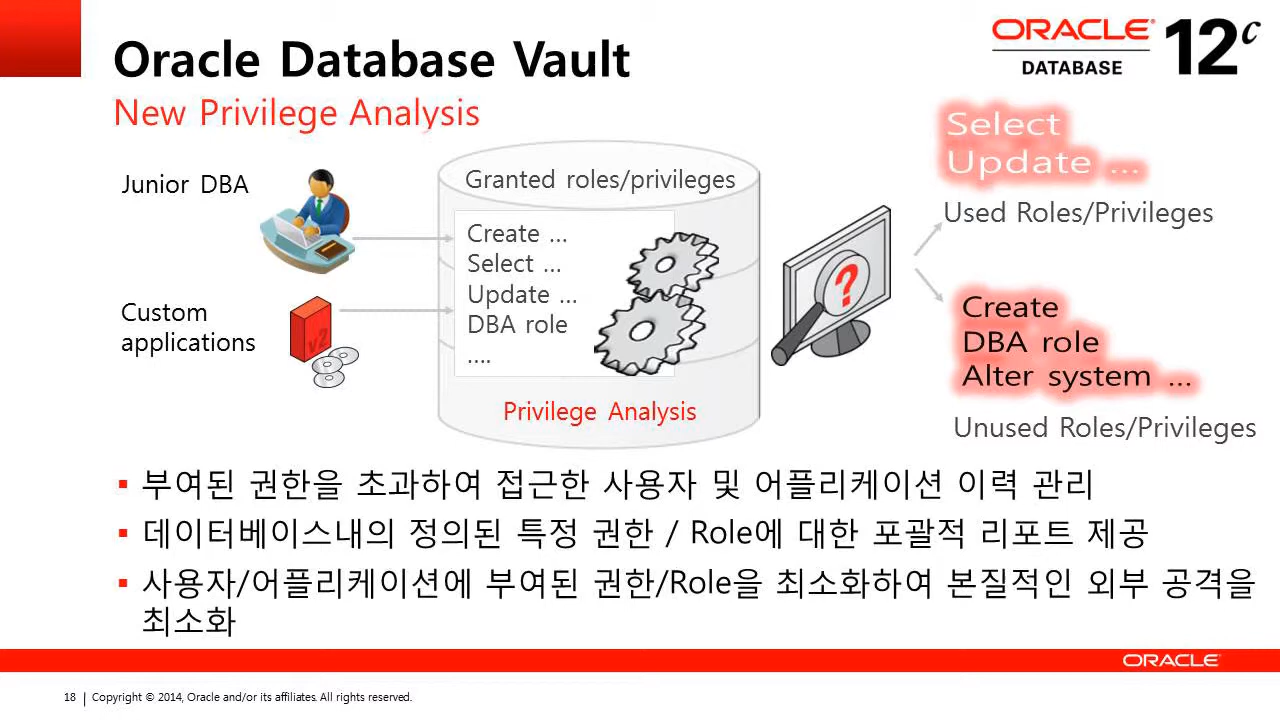 Oracle Database Vault
New Privilege Analysis
ORACLE
DATABASE
12c
Junior DBA
Custom
applications
v2
Granted roles/privileges
Create ...
Select ...
Update ...
DBA role
....
Privilege Analysis
?
Select
Update ...
Used Roles/Privileges
Create
DBA role
Alter system ...
Unused Roles/Privileges
▪ 부여된 권한을 초과하여 접근한 사용자 및 어플리케이션 이력 관리
▪ 데이터베이스내의 정의된 특정 권한 / Role에 대한 포괄적 리포트 제공
▪ 사용자/어플리케이션에 부여된 권한/Role을 최소화하여 본질적인 외부 공격을
최소화
ORACLE
18 | Copyright © 2014, Oracle and/or its affiliates. All rights reserved.